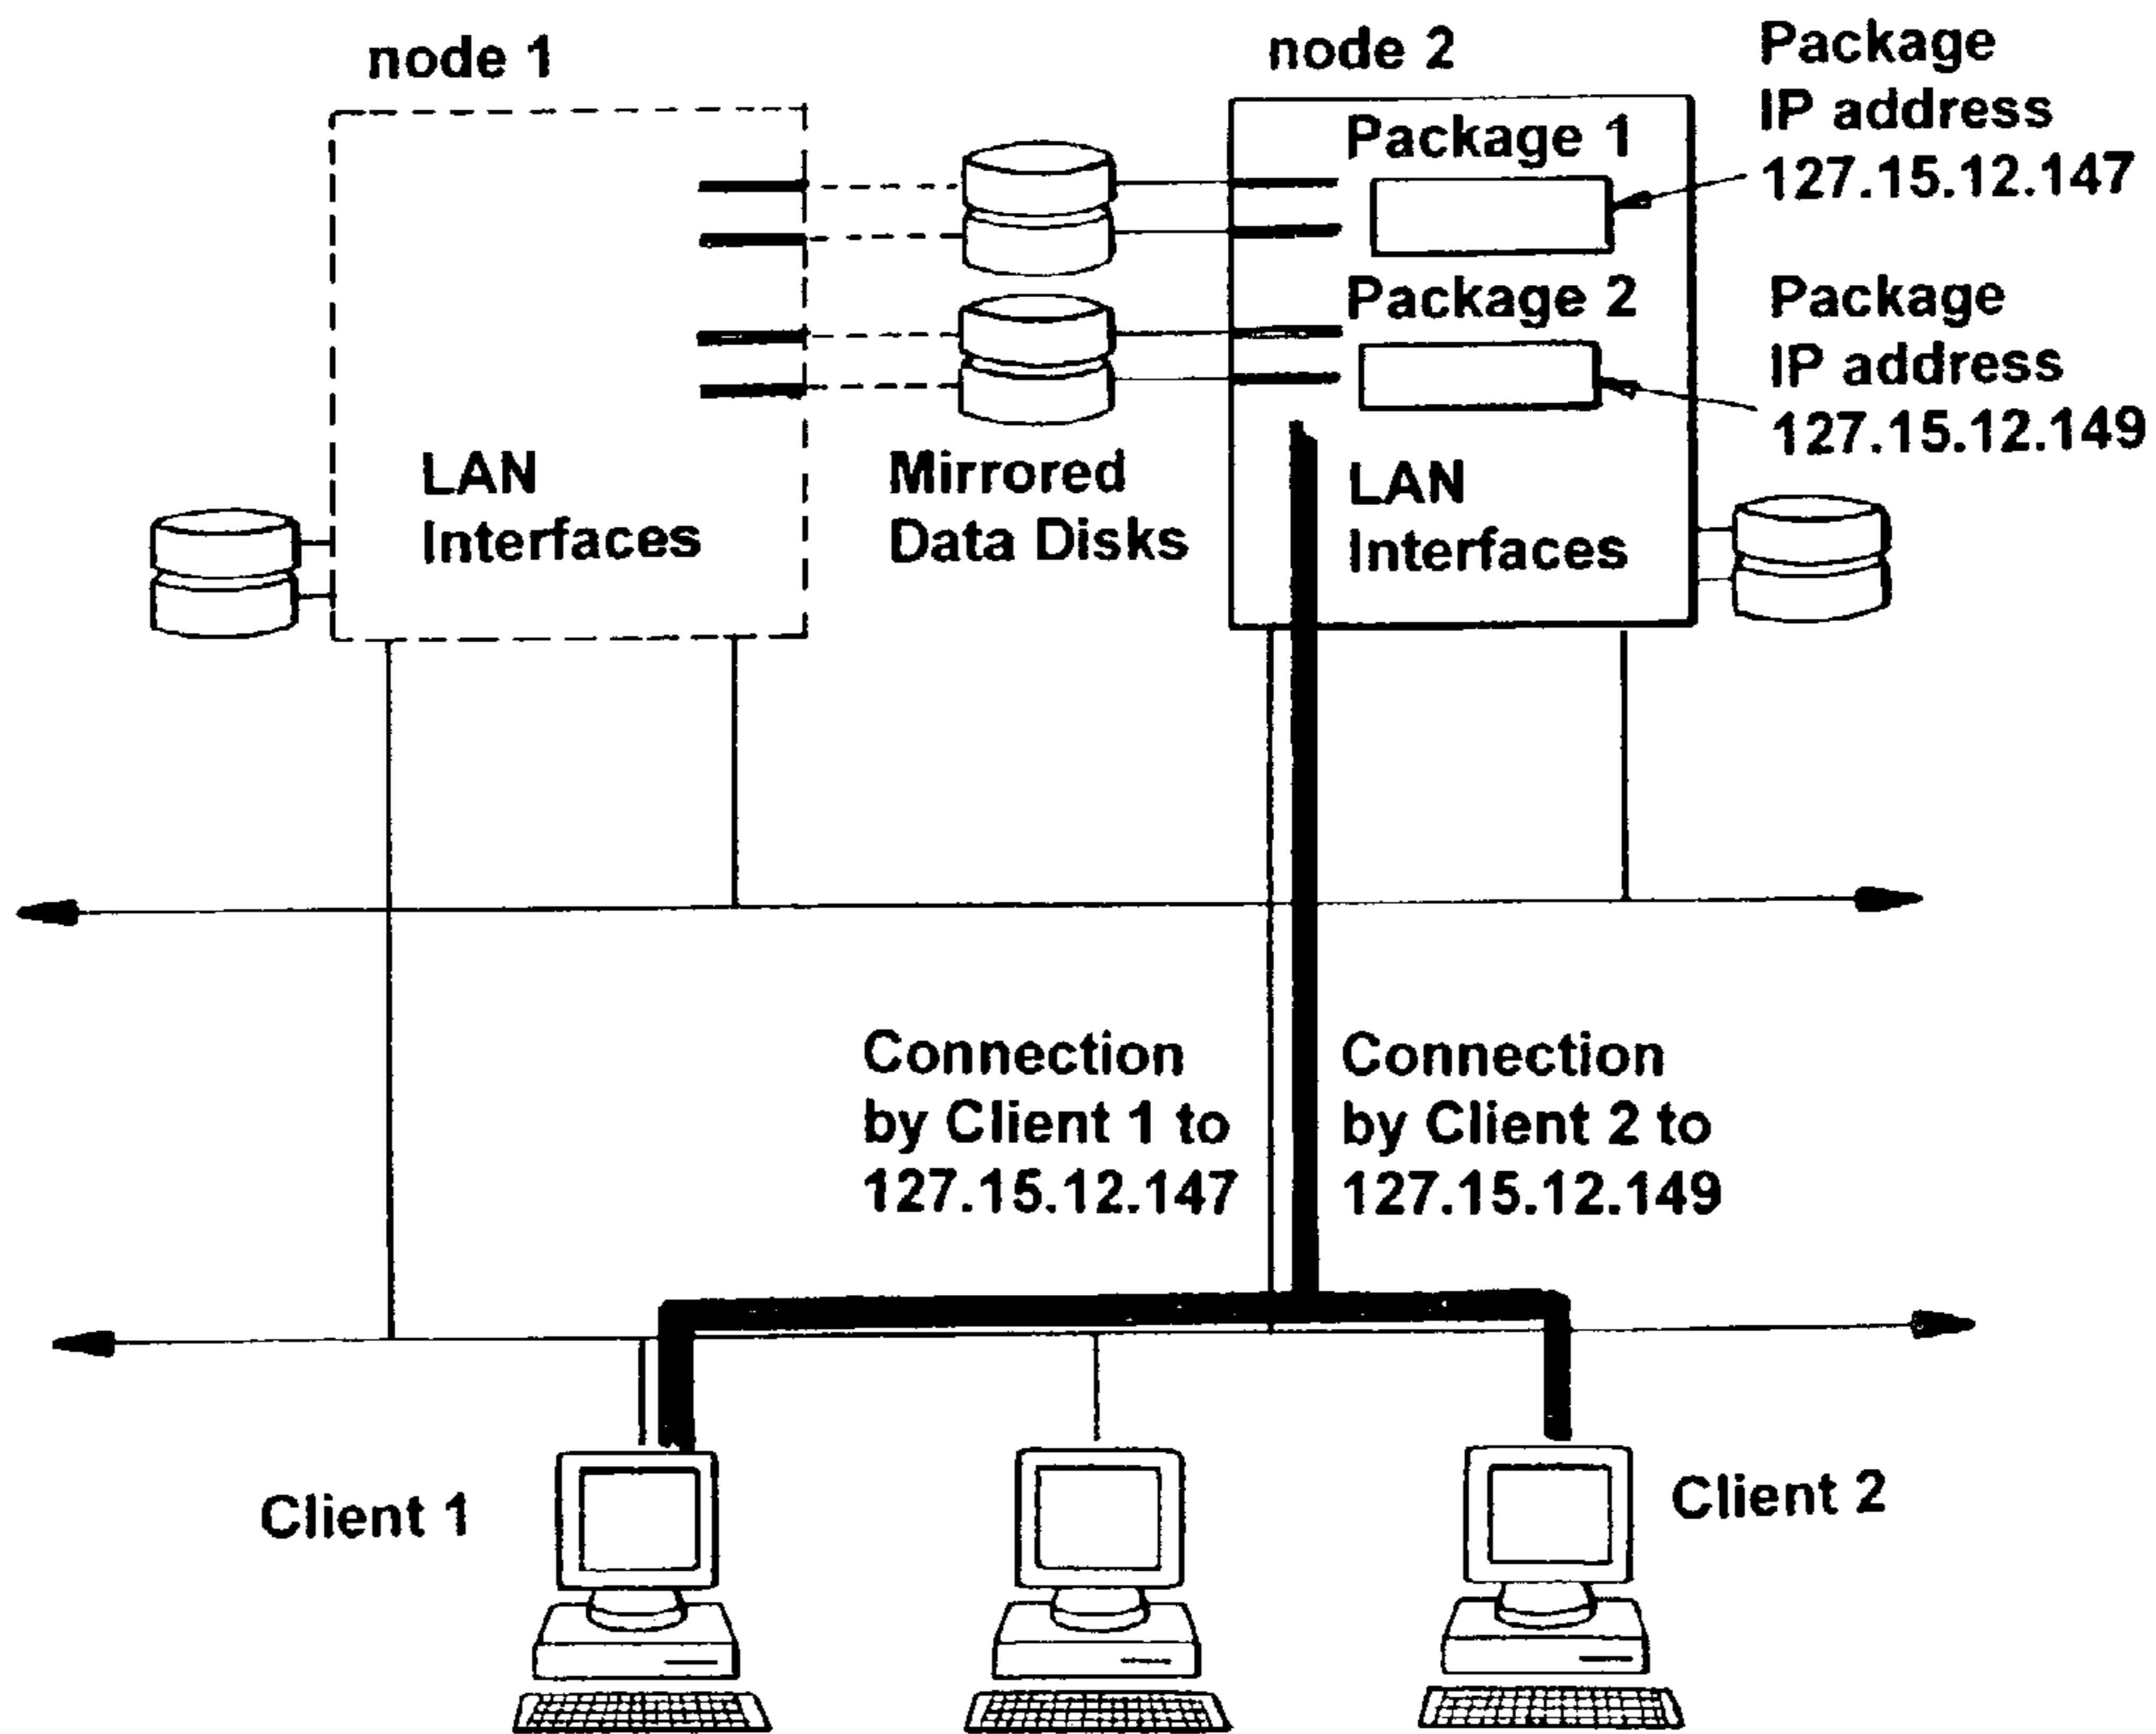 node 1
node 2
Package
IP address
127.15.12.147
Package 1
Package 2
Package
IP address
127.15.12.149
LAN
Interfaces
Mirrored
Data Disks
LAN
Interfaces
Connection
by Client 1 to
127.15.12.147
Connection
by Client 2 to
127.15.12.149
Client 1
Client 2